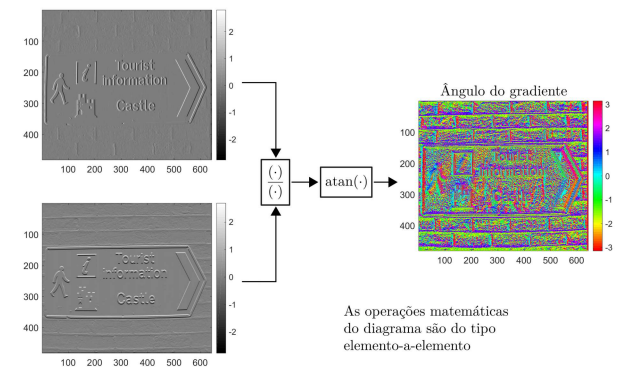 100
200
300
400
100 200 300 400 500 600
2
1
0
-1
-2
Tourist
information
Castle
100
200
300
400
100 200 300 400 500 600
2
1
0
-1
-2
Tourist
information
Castle
(·)
(·)
atan(·)
Ângulo do gradiente
100
200
300
400
100 200 300 400 500 600
3
2
1
0
-1
-2
-3
Tourist
information
Castle
As operações matemáticas
do diagrama são do tipo
elemento-a-elemento